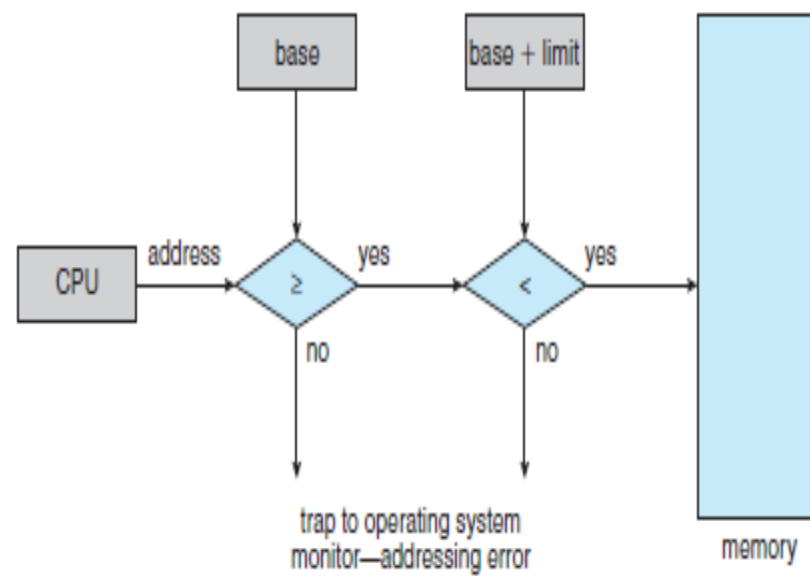 base
base + limit
CPU
address
≥
yes
<
yes
no
no
trap to operating system
monitor—addressing error
memory